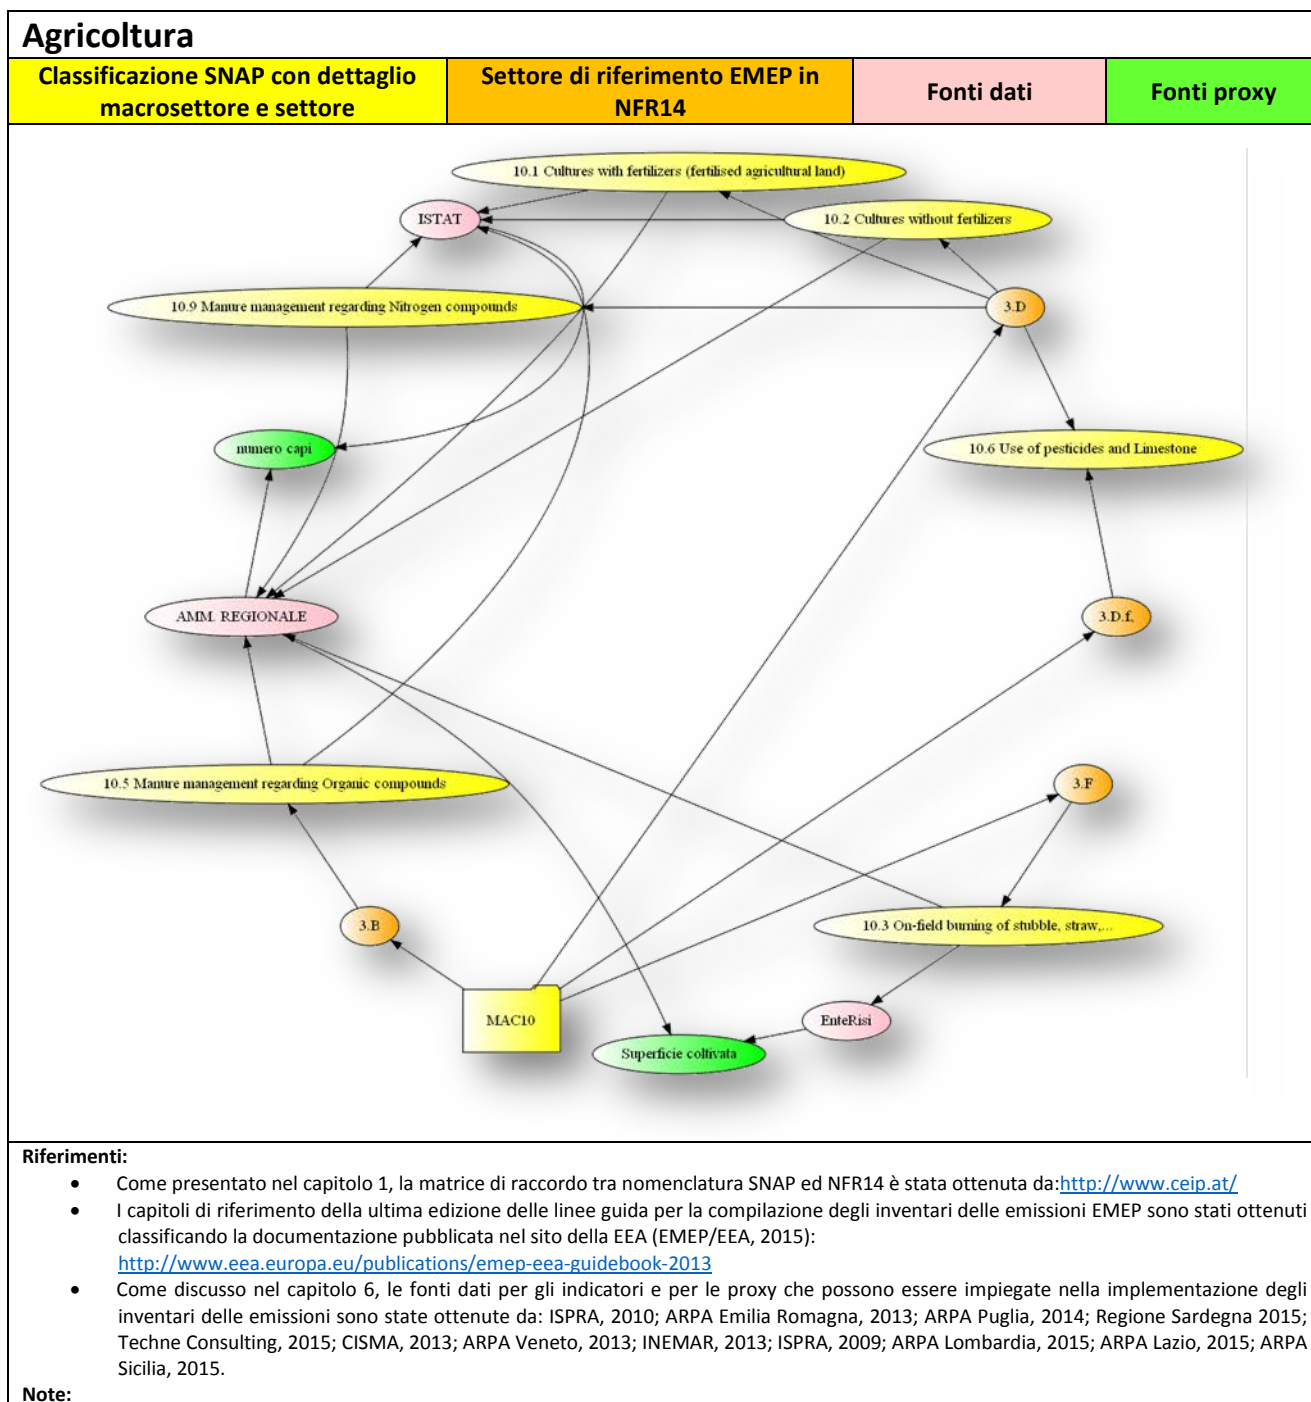 Agricoltura
Classificazione SNAP con dettaglio
macrosettore e settore
Settore di riferimento EMEP in
NFR14
Fonti dati
Fonti proxy
10.1 Cultures with fertilizers (fertilised agricultural land)
ISTAT
10.2 Cultures without fertilizers
10.9 Manure management regarding Nitrogen compounds
3.D
numero capi
10.6 Use of pesticides and Limestone
AMM. REGIONALE
3.D.f,
10.5 Manure management regarding Organic compounds
3.F
3.B
10.3 On-field burning of stubble, straw,...
MAC10
EnteRisi
Superficie coltivata
Riferimenti:
• Come presentato nel capitolo 1, la matrice di raccordo tra nomenclatura SNAP ed NFR14 è stata ottenuta da:http://www.ceip.at/
• I capitoli di riferimento della ultima edizione delle linee guida per la compilazione degli inventari delle emissioni EMEP sono stati ottenuti
classificando la documentazione pubblicata nel sito della EEA (EMEP/EEA, 2015):
http://www.eea.europa.eu/publications/emep-eea-guidebook-2013
• Come discusso nel capitolo 6, le fonti dati per gli indicatori e per le proxy che possono essere impiegate nella implementazione degli
inventari delle emissioni sono state ottenute da: ISPRA, 2010; ARPA Emilia Romagna, 2013; ARPA Puglia, 2014; Regione Sardegna 2015;
Techne Consulting, 2015; CISMA, 2013; ARPA Veneto, 2013; INEMAR, 2013; ISPRA, 2009; ARPA Lombardia, 2015; ARPA Lazio, 2015; ARPA
Sicilia, 2015.
Note: